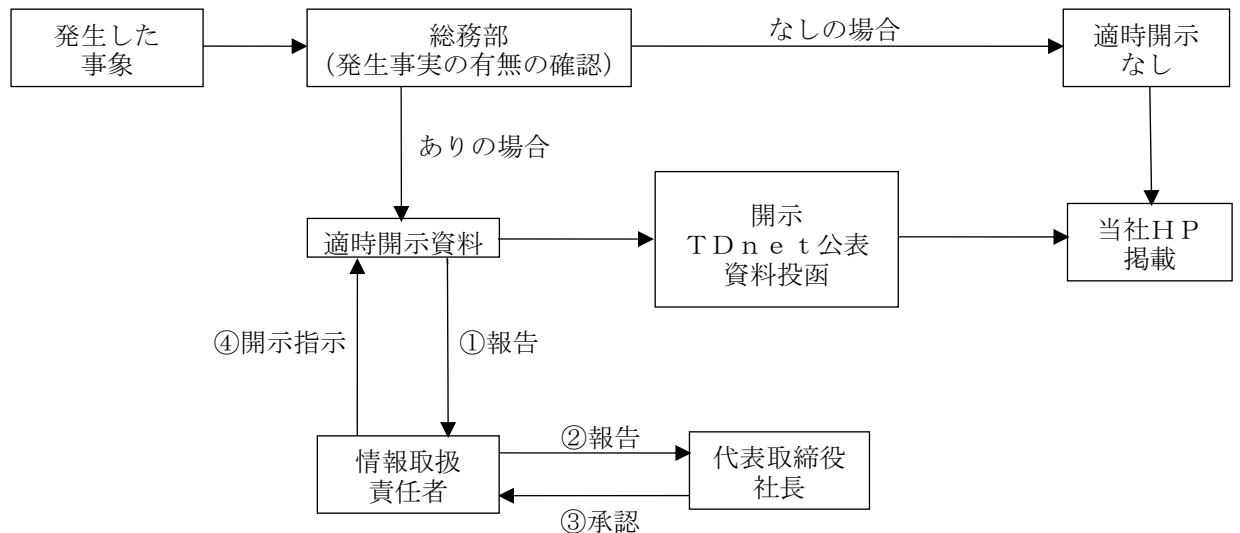 発生した
事象
総務部
（発生事実の有無の確認）
なしの場合
適時開示
なし
ありの場合
適時開示資料
開示
ＴＤｎｅｔ公表
資料投函
当社ＨＰ
掲載
④開示指示
①報告
情報取扱
責任者
②報告
③承認
代表取締役
社長